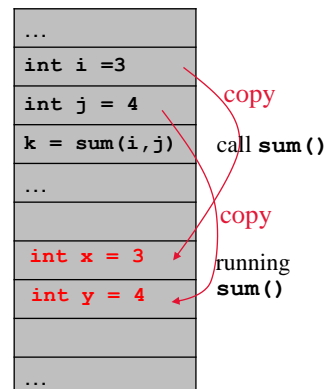 ...
int i =3
int j = 4
copy
k = sum(i,j)
call sum()
...
copy
int x = 3
running
sum()
int y = 4
...